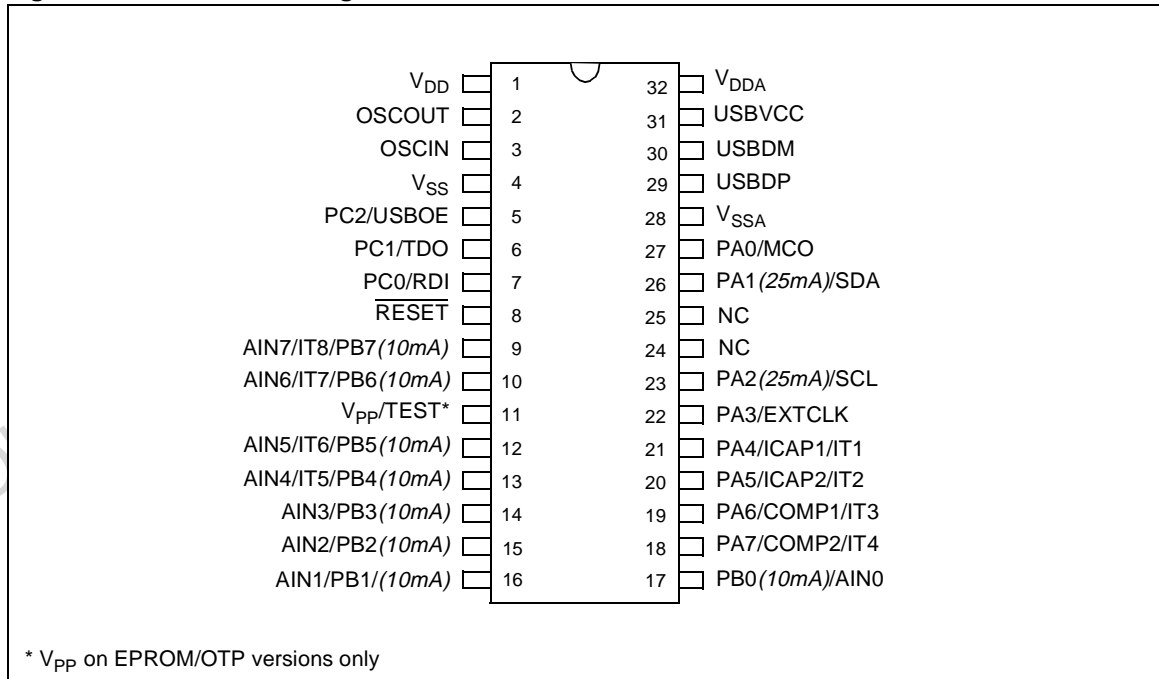 V_DD 1 32 V_DDA
OSCOUT 2 31 USBVCC
OSCIN 3 30 USBDM
V_SS 4 29 USBDP
PC2/USBOE 5 28 V_SSA
PC1/TDO 6 27 PA0/MCO
PC0/RDI 7 26 PA1(25mA)/SDA
RESET 8 25 NC
AIN7/IT8/PB7(10mA) 9 24 NC
AIN6/IT7/PB6(10mA) 10 23 PA2(25mA)/SCL
V_PP/TEST* 11 22 PA3/EXTCLK
AIN5/IT6/PB5(10mA) 12 21 PA4/ICAP1/IT1
AIN4/IT5/PB4(10mA) 13 20 PA5/ICAP2/IT2
AIN3/PB3(10mA) 14 19 PA6/COMP1/IT3
AIN2/PB2(10mA) 15 18 PA7/COMP2/IT4
AIN1/PB1/(10mA) 16 17 PB0(10mA)/AIN0
* V_PP on EPROM/OTP versions only